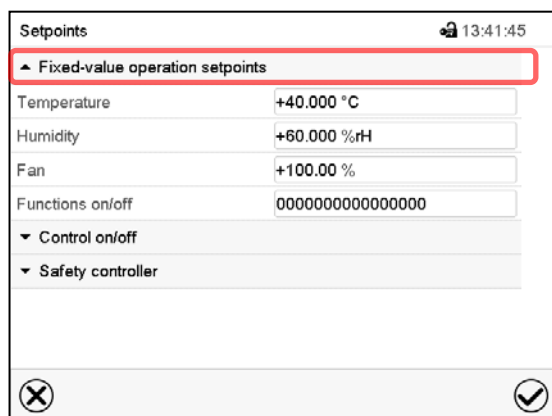 Setpoints 13:41:45
Fixed-value operation setpoints
Temperature +40.000 °C
Humidity +60.000 %rH
Fan +100.00 %
Functions on/off 0000000000000000
Control on/off
Safety controller